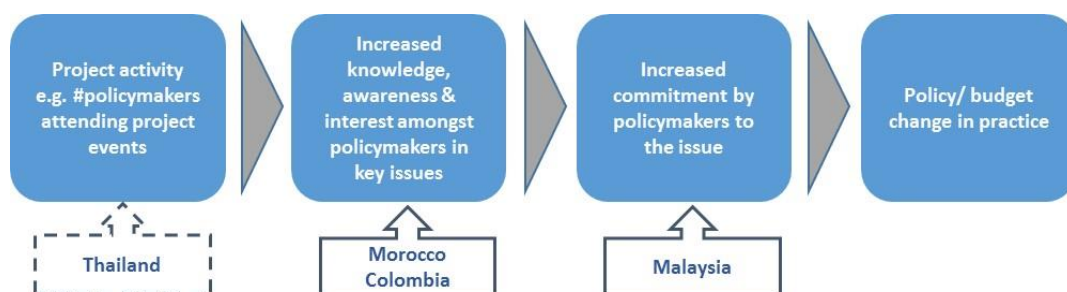 Project activity
e.g. #policymakers
attending project
events
Increased
knowledge,
awareness &
interest amongst
policymakers in
key issues
Increased
commitment by
policymakers to
the issue
Policy/ budget
change in practice
Thailand
Morocco
Colombia
Malaysia